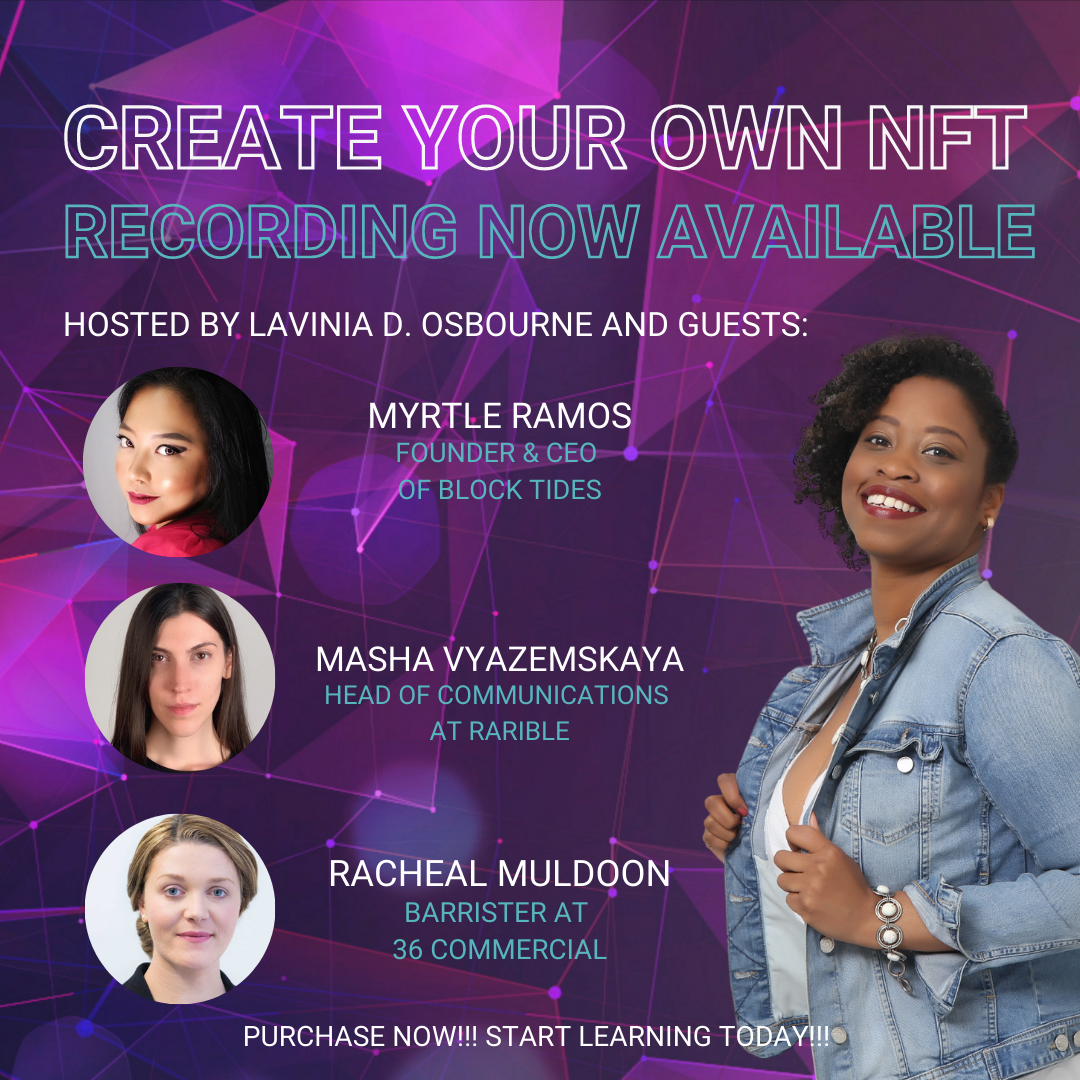 CREATE YOUR OWN NFT
RECORDING NOW AVAILABLE
HOSTED BY LAVINIA D. OSBOURNE AND GUESTS:
MYRTLE RAMOS
FOUNDER & CEO
OF BLOCK TIDES
MASHA VYAZEMSKAYA
HEAD OF COMMUNICATIONS
AT RARIBLE
RACHEAL MULDOON
BARRISTER AT
36 COMMERCIAL
PURCHASE NOW!!! START LEARNING TODAY!!!